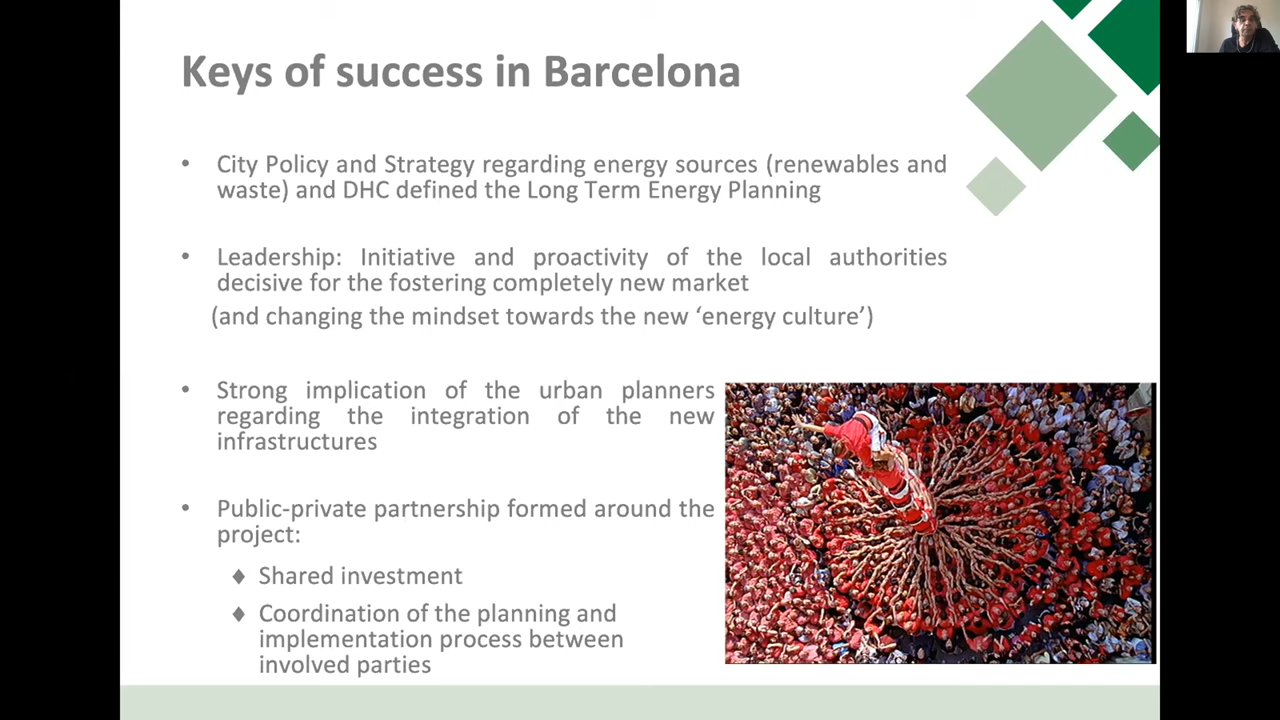 Keys of success in Barcelona
• City Policy and Strategy regarding energy sources (renewables and
waste) and DHC defined the Long Term Energy Planning
• Leadership: Initiative and proactivity of the local authorities
decisive for the fostering completely new market
(and changing the mindset towards the new ‘energy culture’)
• Strong implication of the urban planners
regarding the integration of the new
infrastructures
• Public-private partnership formed around the
project:
♦ Shared investment
♦ Coordination of the planning and
implementation process between
involved parties